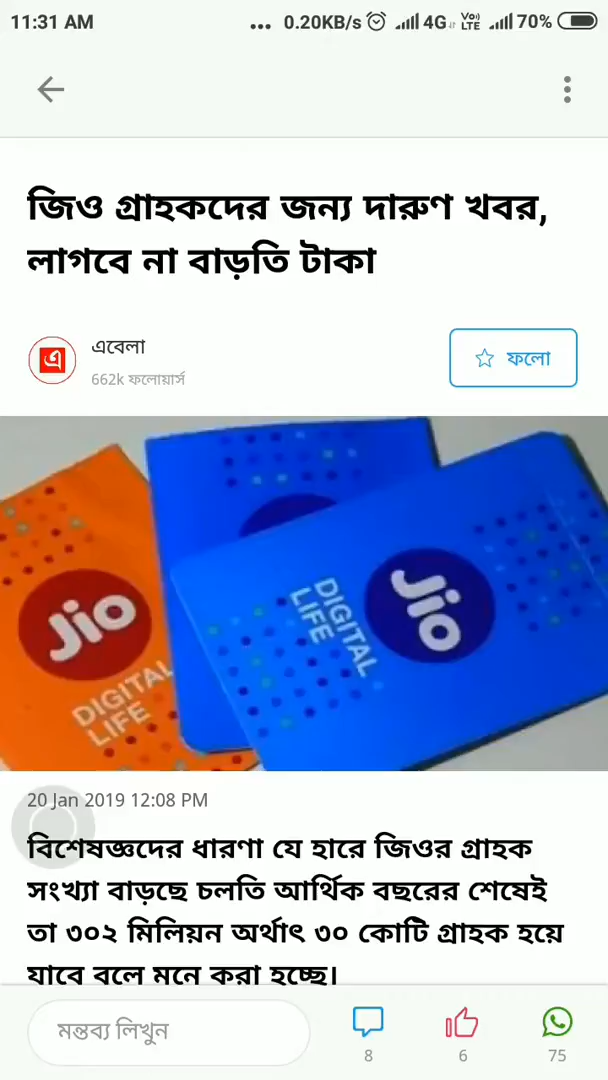 11:31 AM ... 0.20KB/s 4G VoLTE 70%
জিও গ্রাহকদের জন্য দারুণ খবর,
লাগবে না বাড়তি টাকা
এ
এবেলা
662k ফলোয়ার্স
ফলো
Jio
DIGITAL
LIFE
Jio
DIGITAL
LIFE
20 Jan 2019 12:08 PM
বিশেষজ্ঞদের ধারণা যে হারে জিওর গ্রাহক
সংখ্যা বাড়ছে চলতি আর্থিক বছরের শেষেই
তা ৩০২ মিলিয়ন অর্থাৎ ৩০ কোটি গ্রাহক হয়ে
যাবে বলে মনে করা হচ্ছে।
মন্তব্য লিখুন
8
6
75